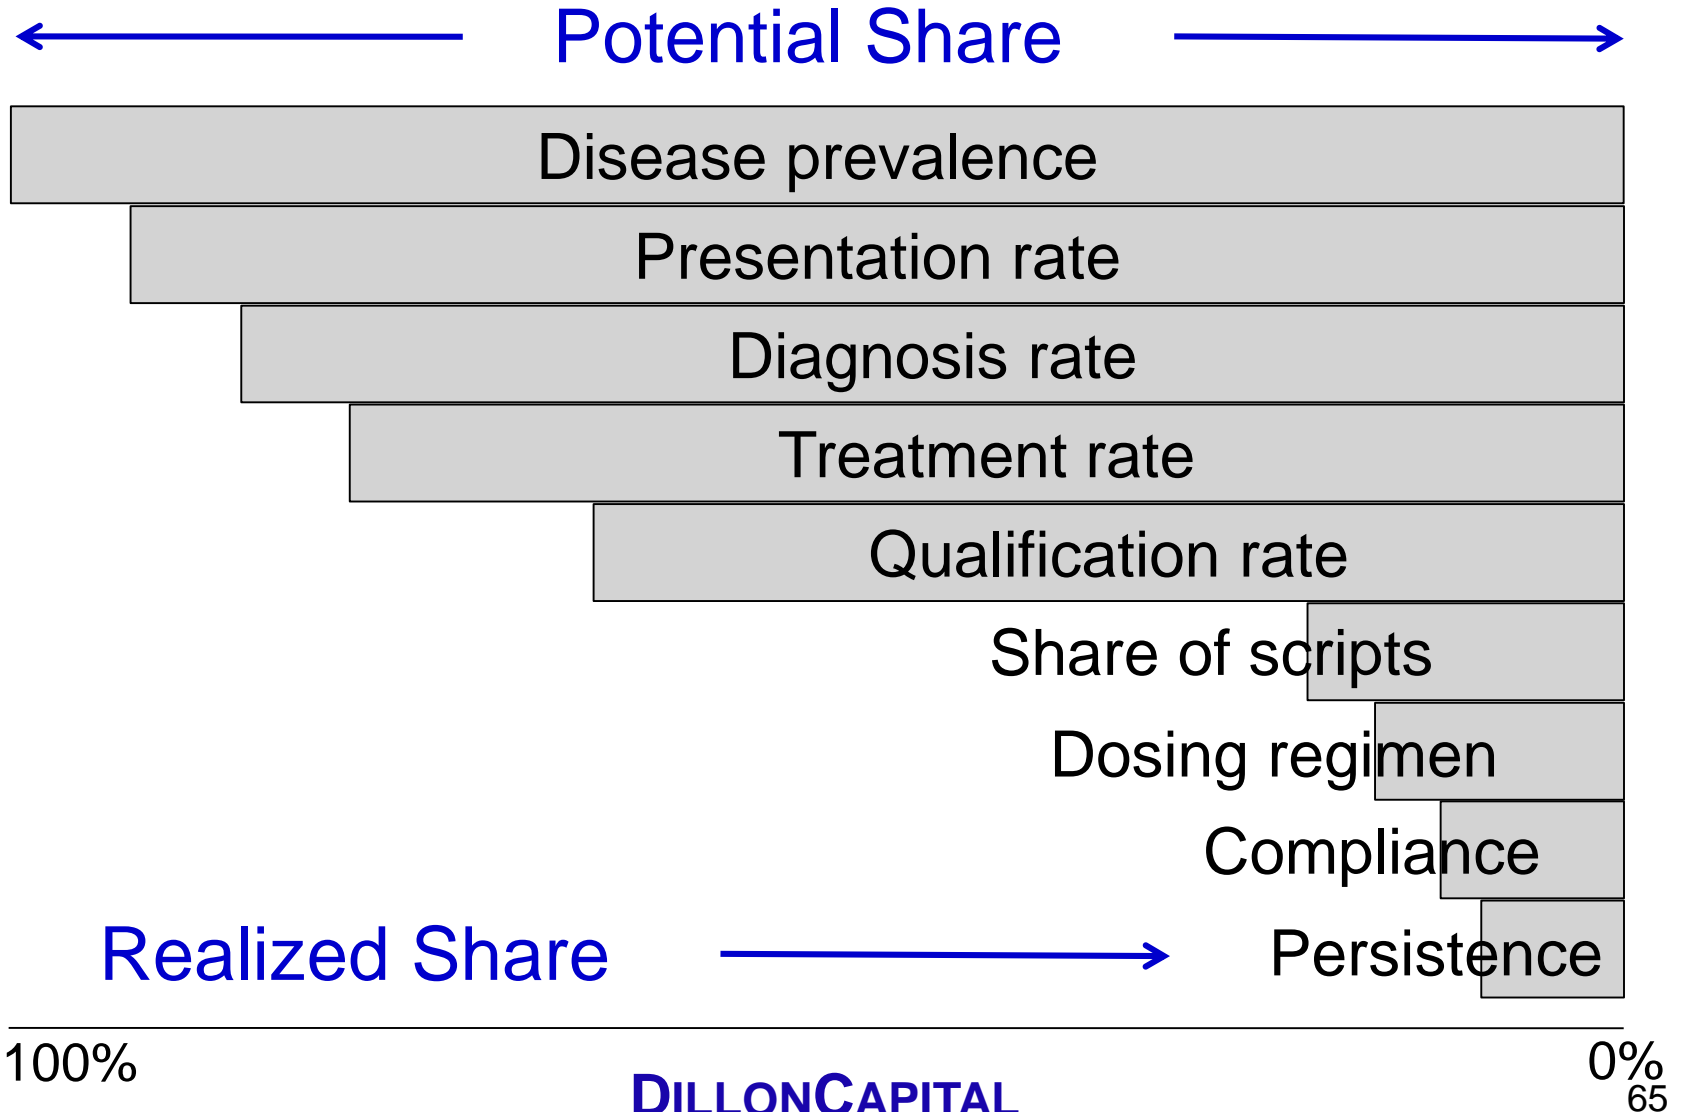 Potential Share
Disease prevalence
Presentation rate
Diagnosis rate
Treatment rate
Qualification rate
Share of scripts
Dosing regimen
Compliance
Realized Share
Persistence
100%
0%
DILLONCAPITAL
65